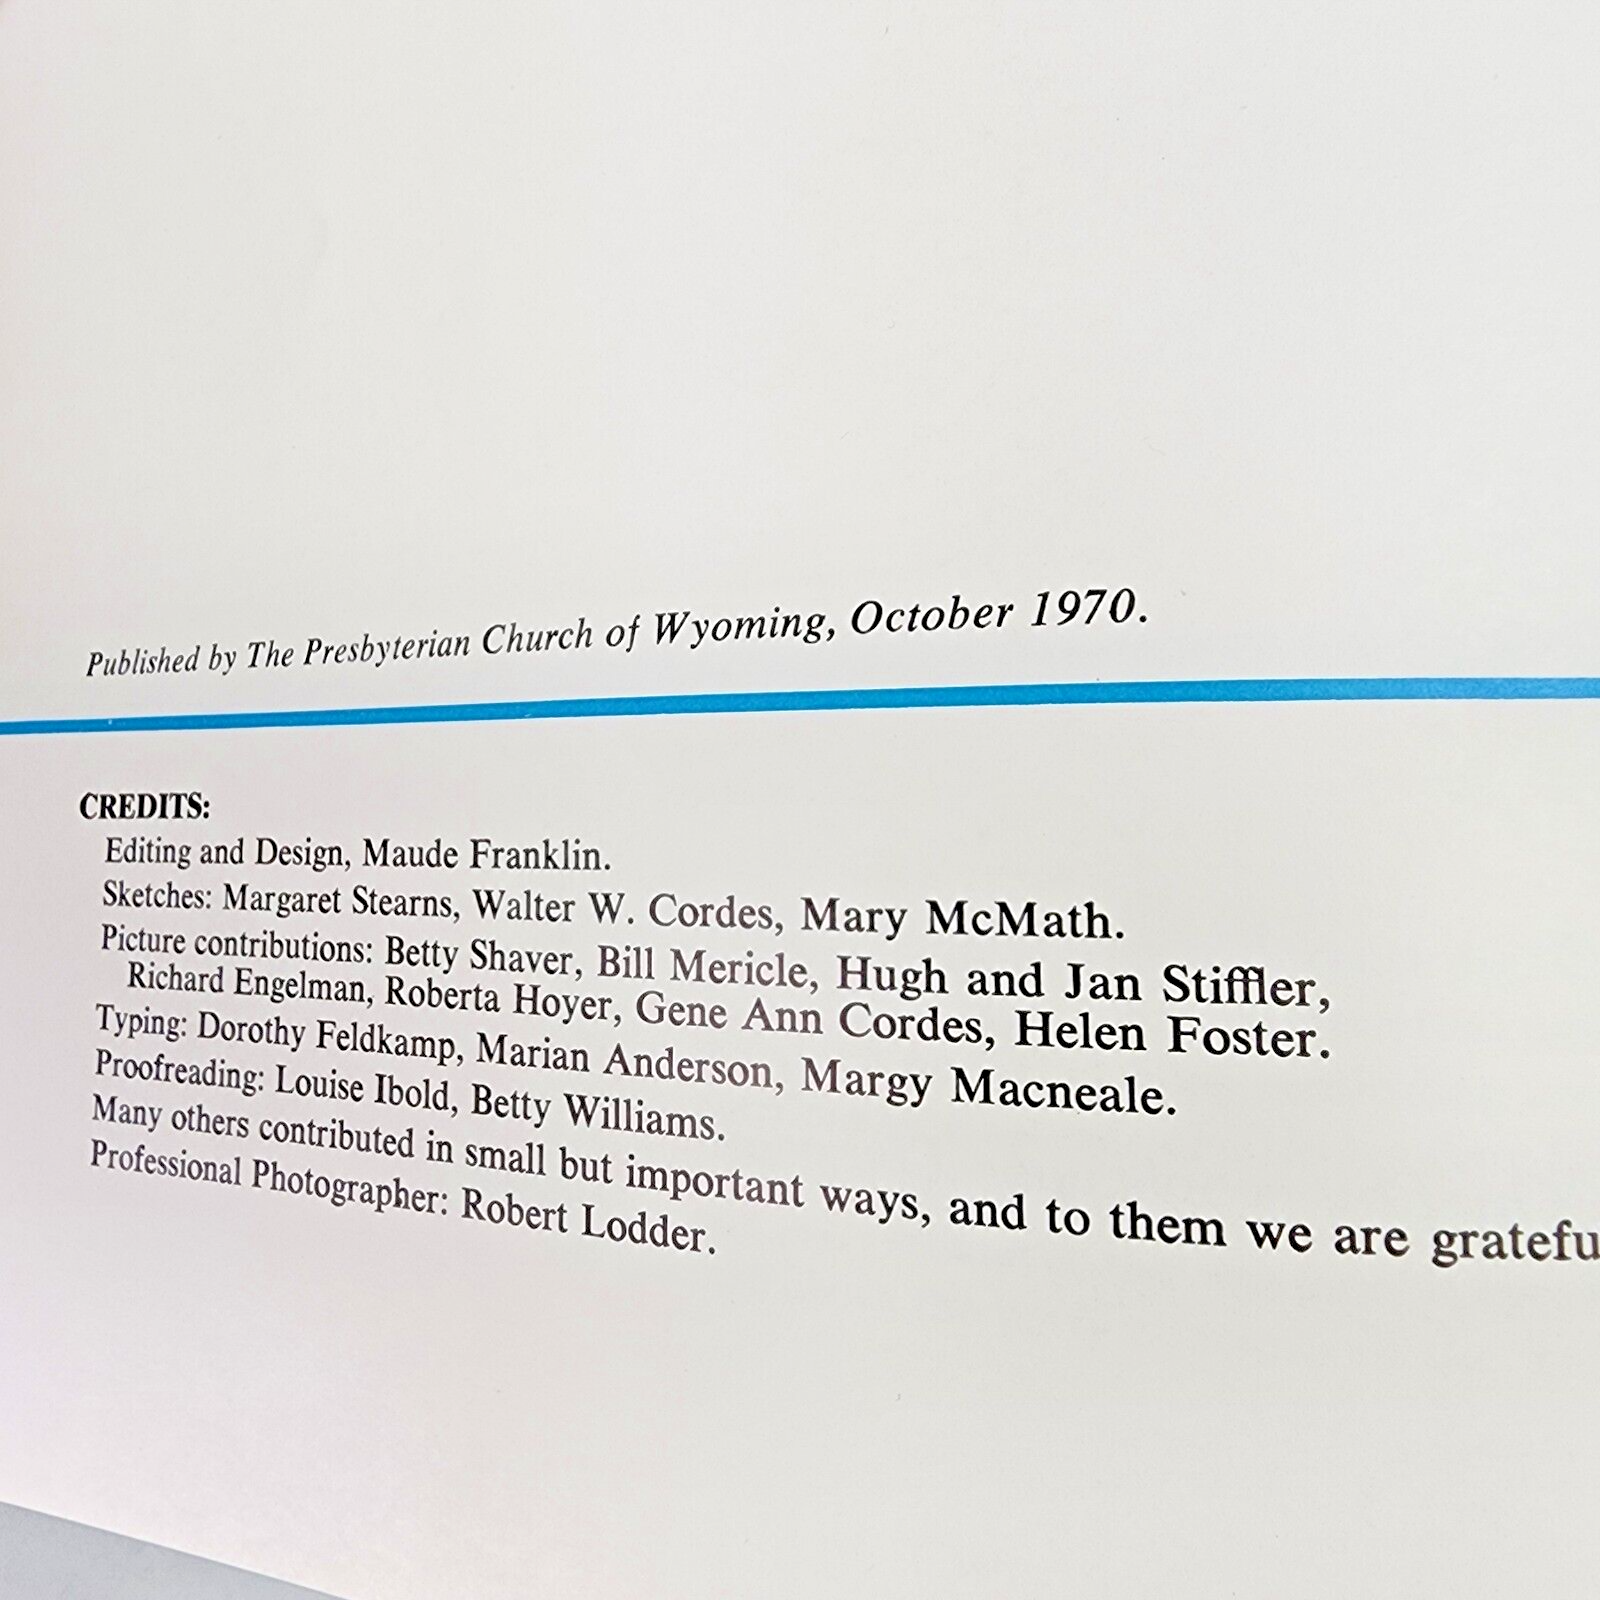 Published by The Presbyterian Church of Wyoming, October 1970.
CREDITS:
Editing and Design, Maude Franklin.
Sketches: Margaret Stearns, Walter W. Cordes, Mary McMath.
Picture contributions: Betty Shaver, Bill Mericle, Hugh and Jan Stiffler,
Richard Engelman, Roberta Hoyer, Gene Ann Cordes, Helen Foster.
Typing: Dorothy Feldkamp, Marian Anderson, Margy Macneale.
Proofreading: Louise Ibold, Betty Williams.
Many others contributed in small but important ways, and to them we are gratefu
Professional Photographer: Robert Lodder.